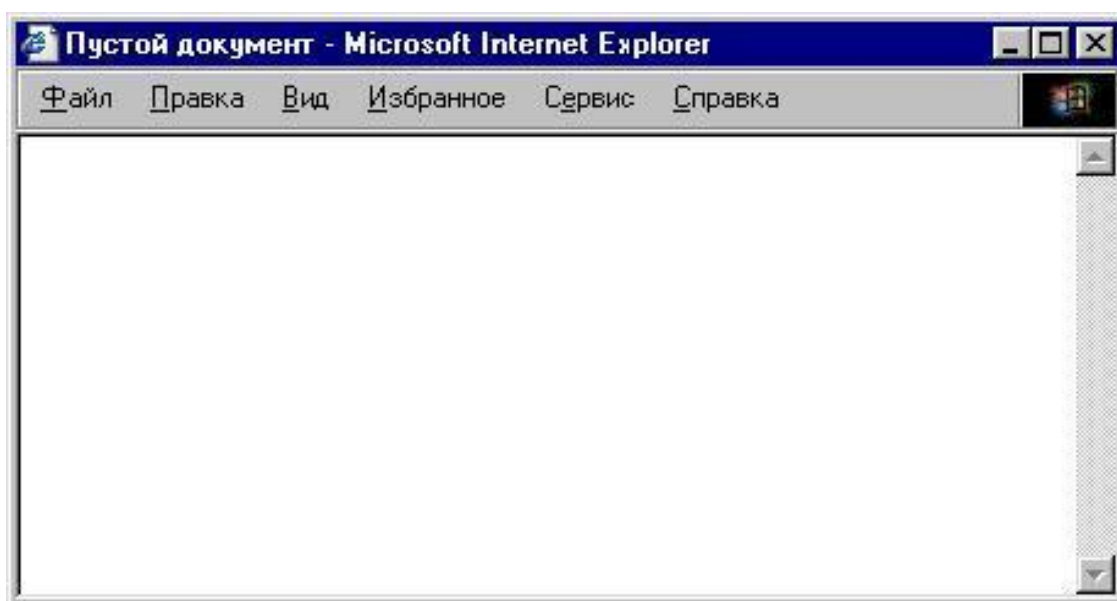 Пустой документ - Microsoft Internet Explorer
Файл Правка Вид Избранное Сервис Справка